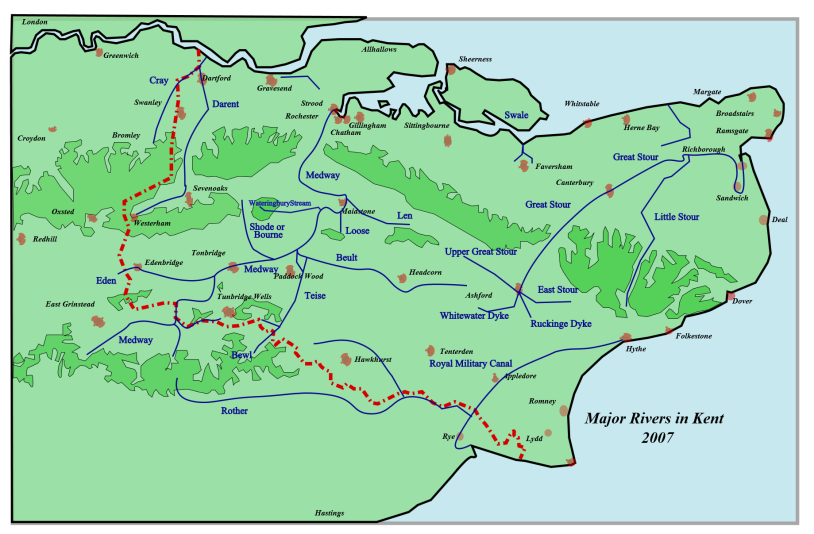 London
Greenwich
Allhallows
Sheerness
Cray
Dartford
Gravesend
Swanley
Darent
Strood
Rochester
Gillingham
Chatham
Sittingbourne
Swale
Whitstable
Margate
Herne Bay
Broadstairs
Ramsgate
Croydon
Bromley
Richborough
Great Stour
Faversham
Medway
Sevenoaks
Canterbury
Sandwich
WateringburyStream
Maidstone
Great Stour
Oxsted
Westerham
Len
Little Stour
Deal
Shode or
Bourne
Loose
Redhill
Tonbridge
Upper Great Stour
Edenbridge
Medway
Beult
Paddock Wood
Headcorn
Eden
Teise
East Stour
Ashford
Tunbridge Wells
Dover
East Grinstead
Whitewater Dyke
Ruckinge Dyke
Medway
Folkestone
Hythe
Bewl
Hawkhurst
Tenterden
Royal Military Canal
Appledore
Romney
Rother
Major Rivers in Kent
2007
Rye
Lydd
Hastings